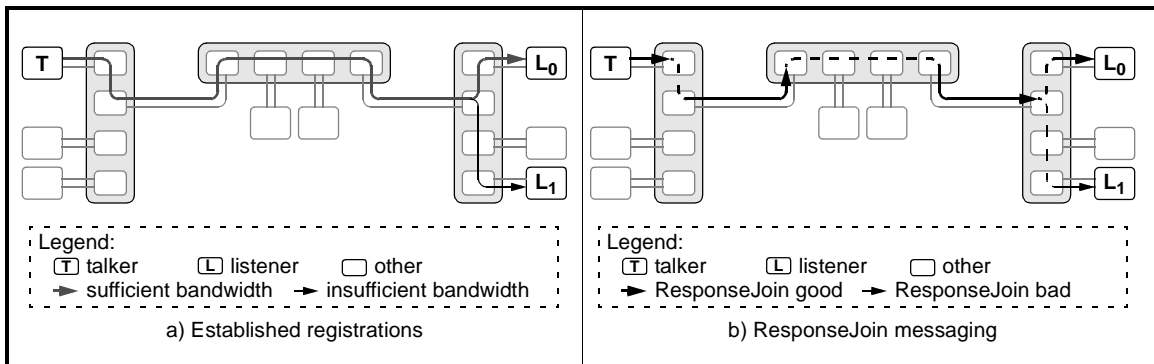 T
L0
L1
Legend:
T talker L listener other
sufficient bandwidth insufficient bandwidth
a) Established registrations
T
L0
L1
Legend:
T talker L listener other
ResponseJoin good ResponseJoin bad
b) ResponseJoin messaging